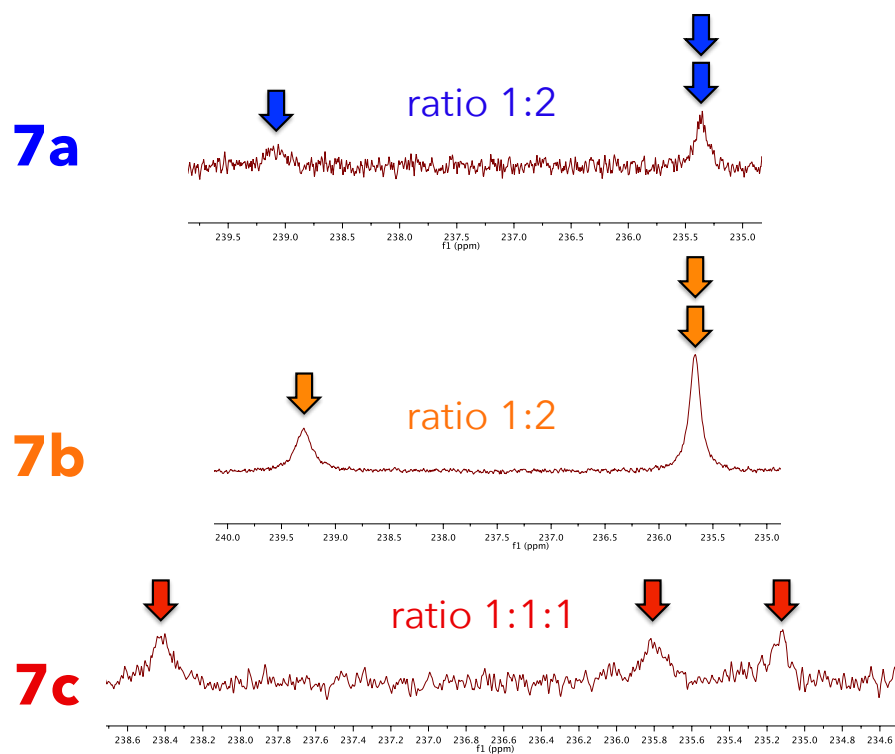 7a
ratio 1:2
239.5 239.0 238.5 238.0 237.5 237.0 236.5 236.0 235.5 235.0
f1 (ppm)
7b
ratio 1:2
240.0 239.5 239.0 238.5 238.0 237.5 237.0 236.5 236.0 235.5 235.0
f1 (ppm)
7c
ratio 1:1:1
238.6 238.4 238.2 238.0 237.8 237.6 237.4 237.2 237.0 236.8 236.6 236.4 236.2 236.0 235.8 235.6 235.4 235.2 235.0 234.8 234.6
f1 (ppm)